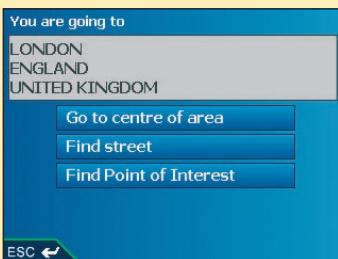 You are going to
LONDON
ENGLAND
UNITED KINGDOM
Go to centre of area
Find street
Find Point of Interest
ESC